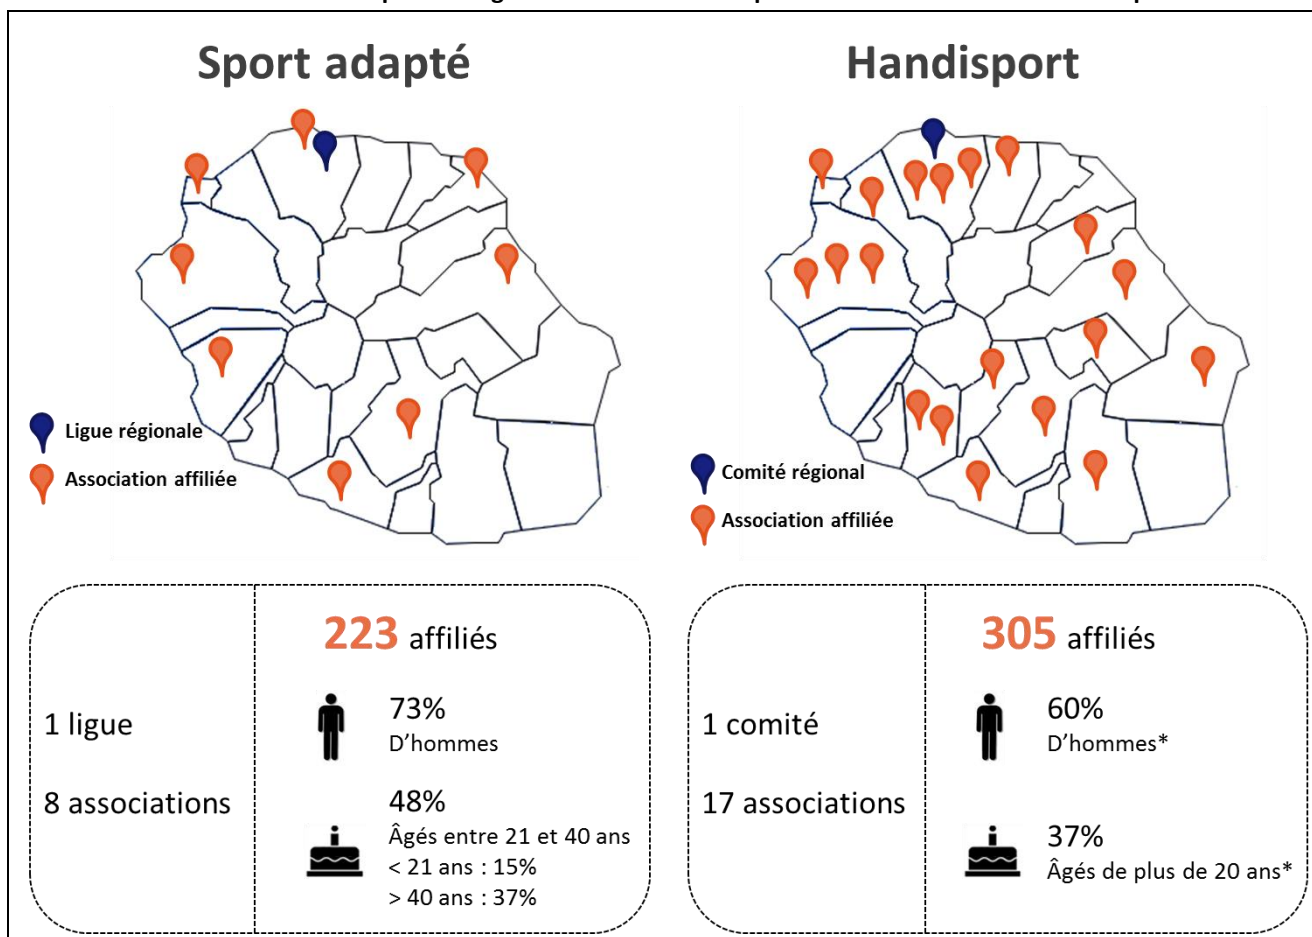 Sport adapté
Handisport
Ligue régionale
Association affiliée
Comité régional
Association affiliée
223 affiliés
1 ligue
73%
D'hommes
8 associations
48%
Âgés entre 21 et 40 ans
< 21 ans : 15%
> 40 ans : 37%
305 affiliés
1 comité
60%
D'hommes*
17 associations
37%
Âgés de plus de 20 ans*